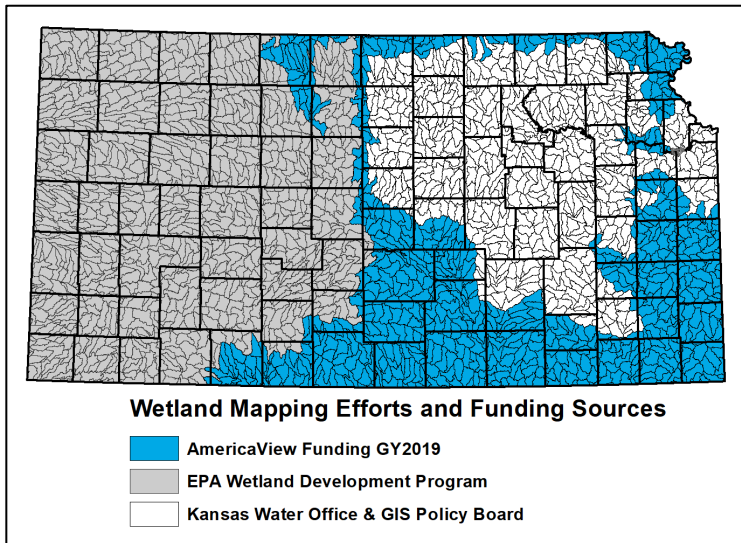 Wetland Mapping Efforts and Funding Sources
AmericaView Funding GY2019
EPA Wetland Development Program
Kansas Water Office & GIS Policy Board